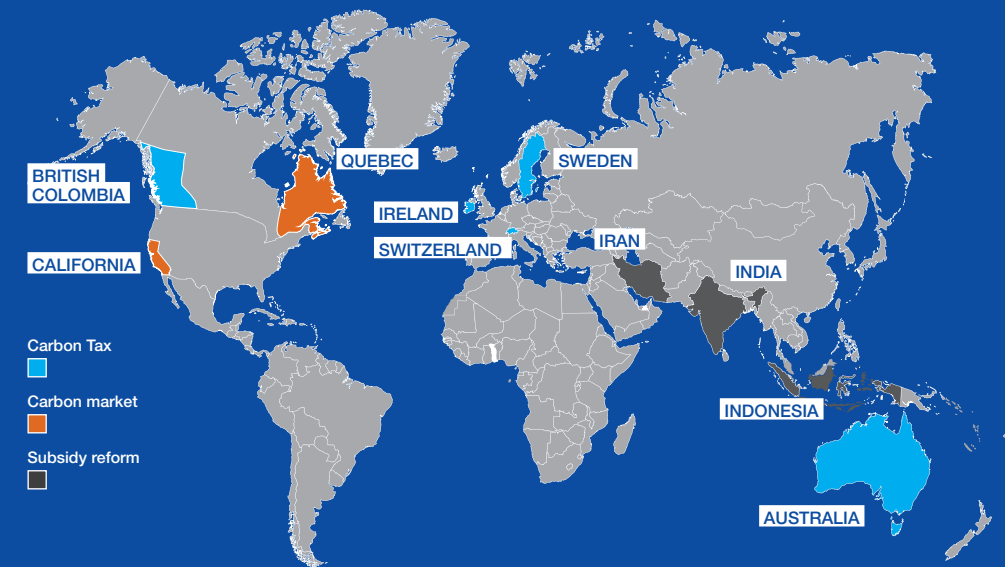 QUEBEC
SWEDEN
BRITISH
COLOMBIA
IRELAND
SWITZERLAND
IRAN
CALIFORNIA
INDIA
Carbon Tax
Carbon market
INDONESIA
Subsidy reform
AUSTRALIA